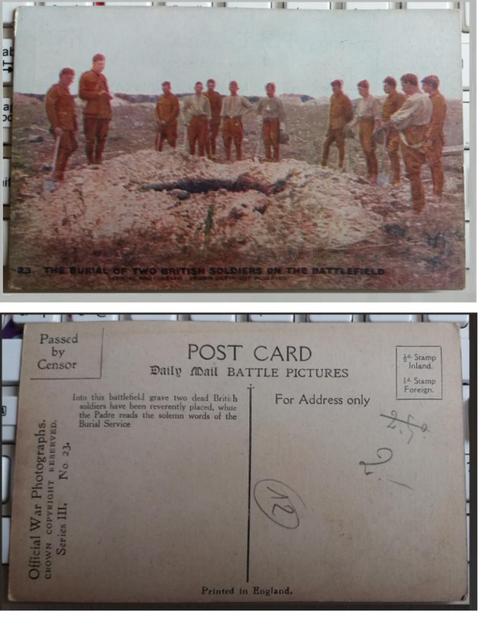 23. THE BURIAL OF TWO BRITISH SOLDIERS ON THE BATTLEFIELD
Passed
by
Censor
POST CARD
Daily Mail BATTLE PICTURES
½d. Stamp
Inland.
1d. Stamp
Foreign.
Into this battlefield grave two dead British
soldiers have been reverently placed, while
the Padre reads the solemn words of the
Burial Service
For Address only
Official War Photographs.
CROWN COPYRIGHT RESERVED.
Series III. No 23.
12
Printed in England.